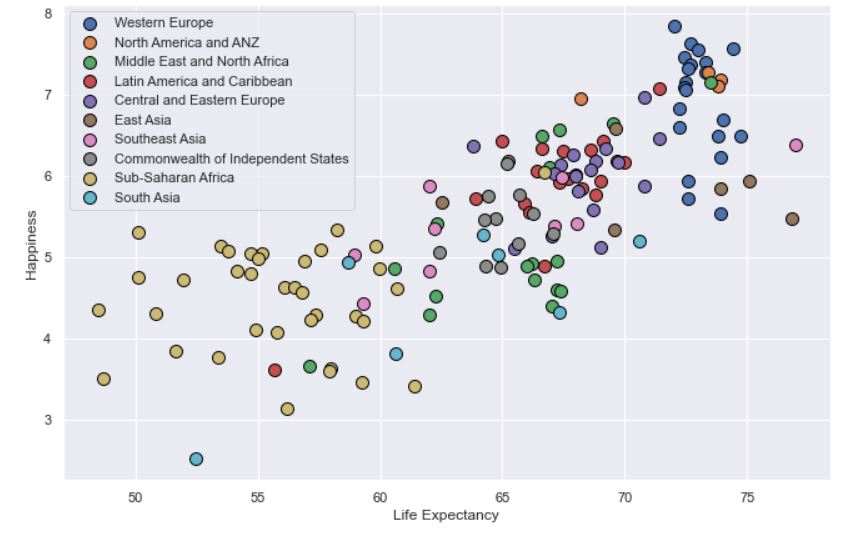 8
7
6
5
4
3
Happiness
Western Europe
North America and ANZ
Middle East and North Africa
Latin America and Caribbean
Central and Eastern Europe
East Asia
Southeast Asia
Commonwealth of Independent States
Sub-Saharan Africa
South Asia
50 55 60 65 70 75
Life Expectancy